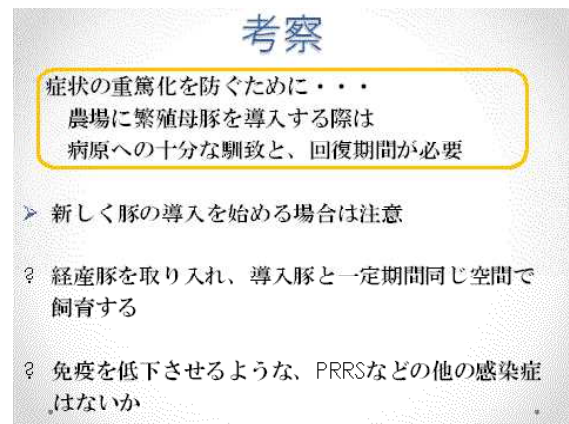 考察
症状の重篤化を防ぐために・・・
農場に繁殖母豚を導入する際は
病原への十分な馴致と、回復期間が必要
➢ 新しく豚の導入を始める場合は注意
? 経産豚を取り入れ、導入豚と一定期間同じ空間で
飼育する
? 免疫を低下させるような、PRRSなどの他の感染症
はないか